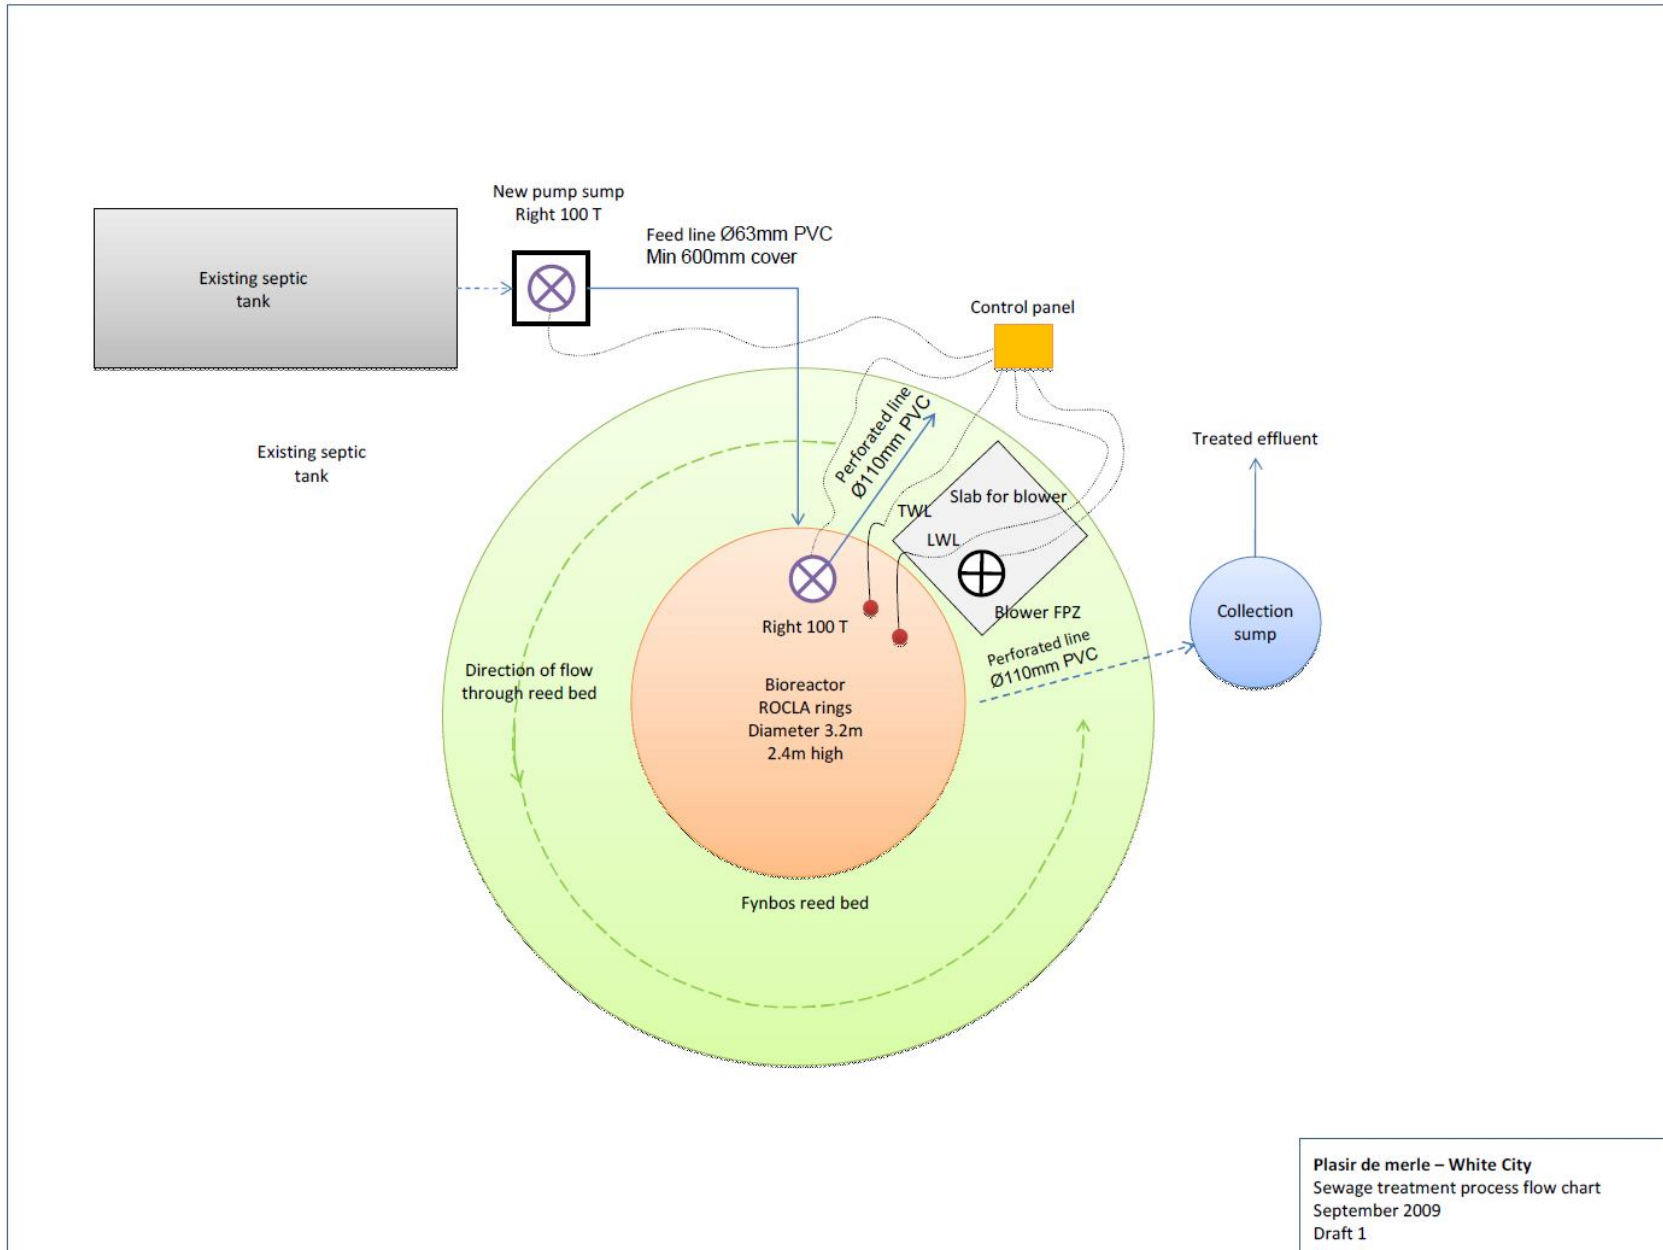 New pump sump
Right 100 T
Feed line Ø63mm PVC
Min 600mm cover
Existing septic
tank
Control panel
Perforated line
Ø110mm PVC
Existing septic
tank
Treated effluent
Slab for blower
TWL
LWL
Blower FPZ
Collection
sump
Right 100 T
Perforated line
Ø110mm PVC
Direction of flow
through reed bed
Bioreactor
ROCLA rings
Diameter 3.2m
2.4m high
Fynbos reed bed
Plasir de merle – White City
Sewage treatment process flow chart
September 2009
Draft 1